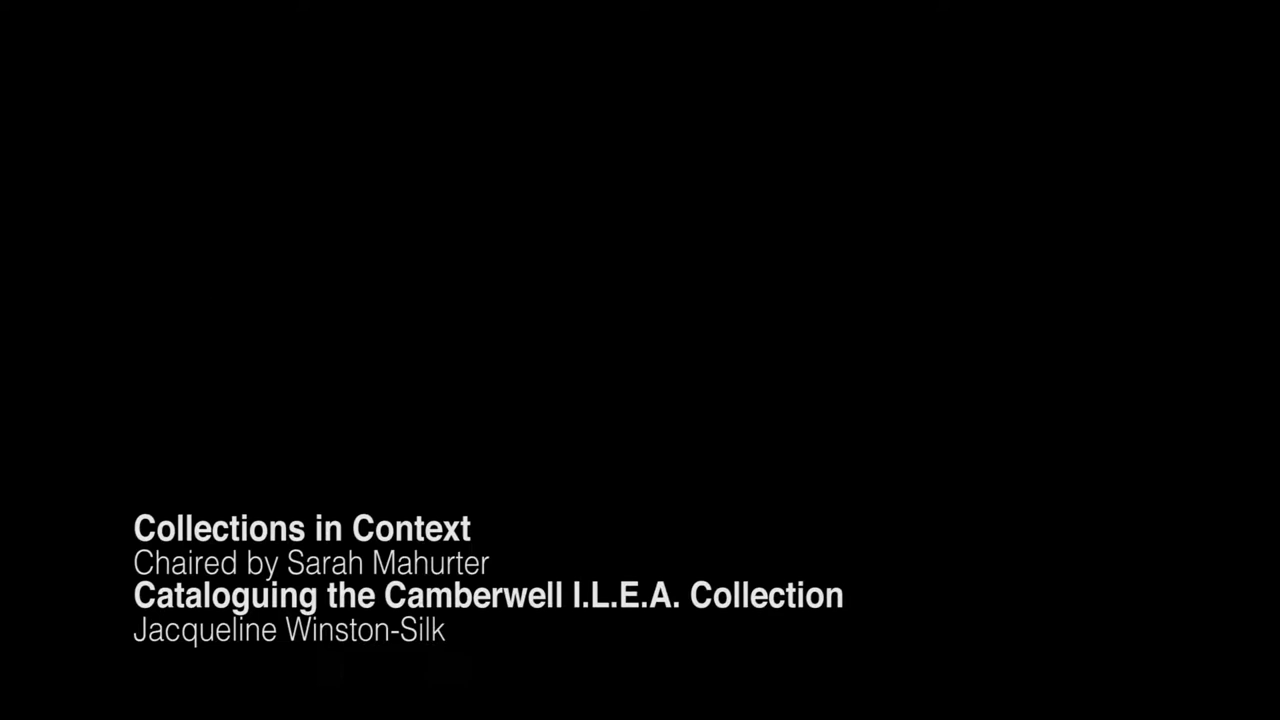 Collections in Context
Chaired by Sarah Mahurter
Cataloguing the Camberwell I.L.E.A. Collection
Jacqueline Winston-Silk